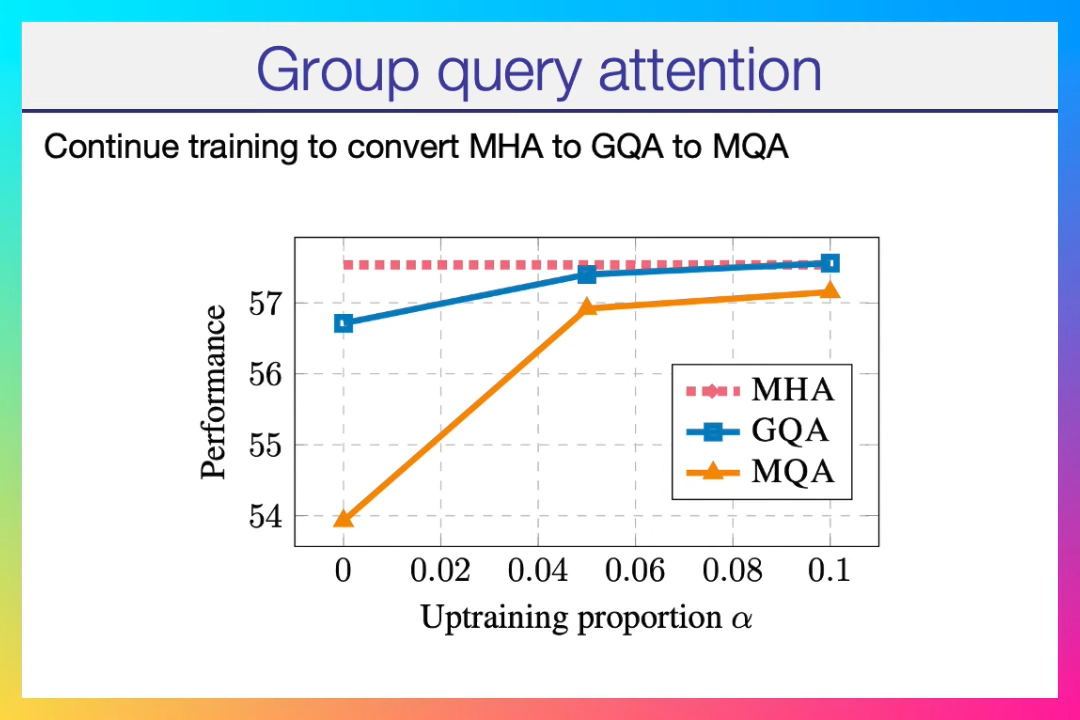 Group query attention
Continue training to convert MHA to GQA to MQA
Performance
57
56
55
54
MHA
GQA
MQA
0 0.02 0.04 0.06 0.08 0.1
Uptraining proportion α